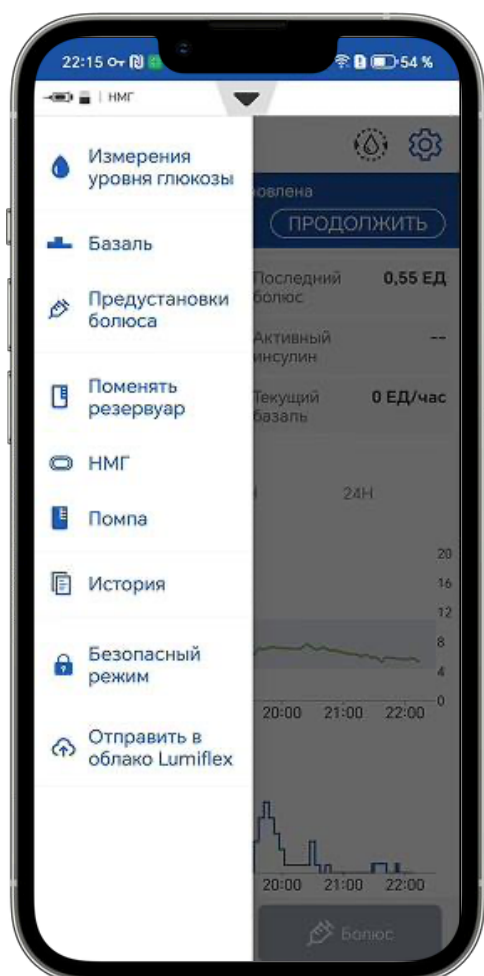 22:15
54 %
НМГ
Измерения
уровня глюкозы
Базаль
Предустановки
болюса
Поменять
резервуар
НМГ
Помпа
История
Безопасный
режим
Отправить в
облако Lumiflex
ПРОДОЛЖИТЬ
Последний 0,55 ЕД
болюс
Активный --
инсулин
Текущий 0 ЕД/час
базаль
24Н
20
16
12
8
4
0
20:00 21:00 22:00
20:00 21:00 22:00
Болюс